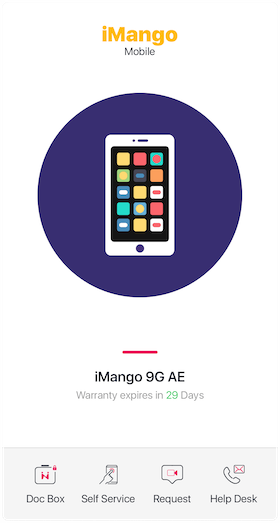 iMango
Mobile
iMango 9G AE
Warranty expires in 29 Days
Doc Box
Self Service
Request
Help Desk